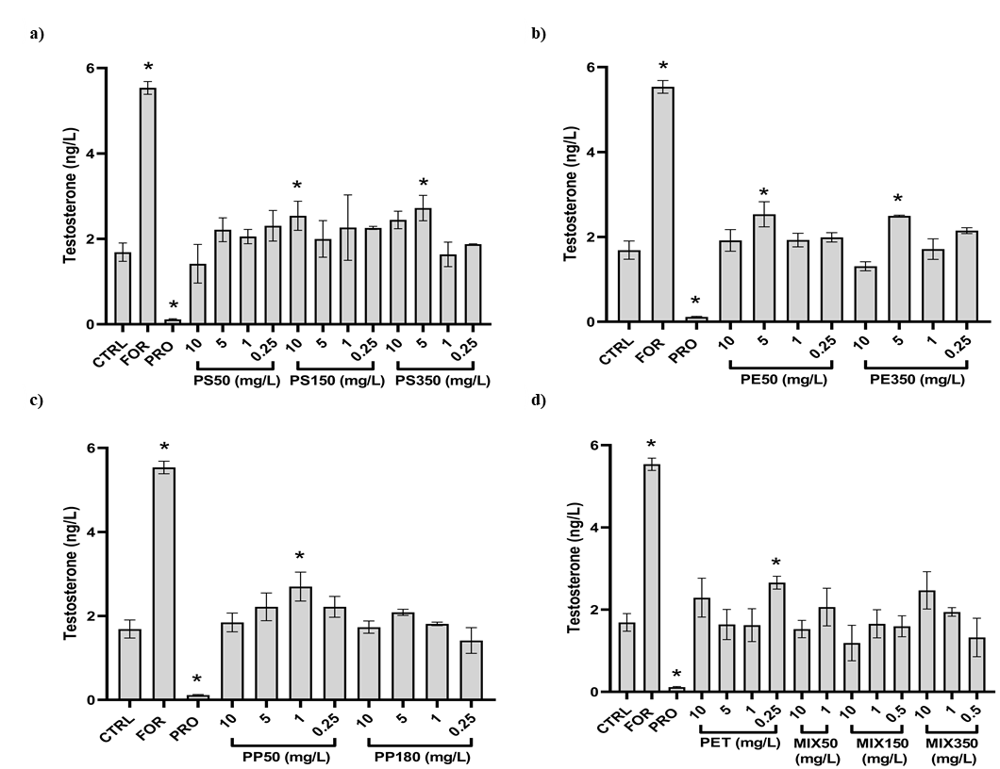 a)
Testosterone (ng/L)
6
4
2
0
*
*
*
*
CTRL FOR PRO 10 5 1 0.25 10 5 1 0.25 10 5 1 0.25
PS50 (mg/L) PS150 (mg/L) PS350 (mg/L)
b)
Testosterone (ng/L)
6
4
2
0
*
*
*
*
CTRL FOR PRO 10 5 1 0.25 10 5 1 0.25
PE50 (mg/L) PE350 (mg/L)
c)
Testosterone (ng/L)
6
4
2
0
*
*
*
CTRL FOR PRO 10 5 1 0.25 10 5 1 0.25
PP50 (mg/L) PP180 (mg/L)
d)
Testosterone (ng/L)
6
4
2
0
*
*
*
CTRL FOR PRO 10 5 1 0.25 10 1 10 1 0.5 10 1 0.5
PET (mg/L) MIX50 MIX150 MIX350
(mg/L) (mg/L) (mg/L)